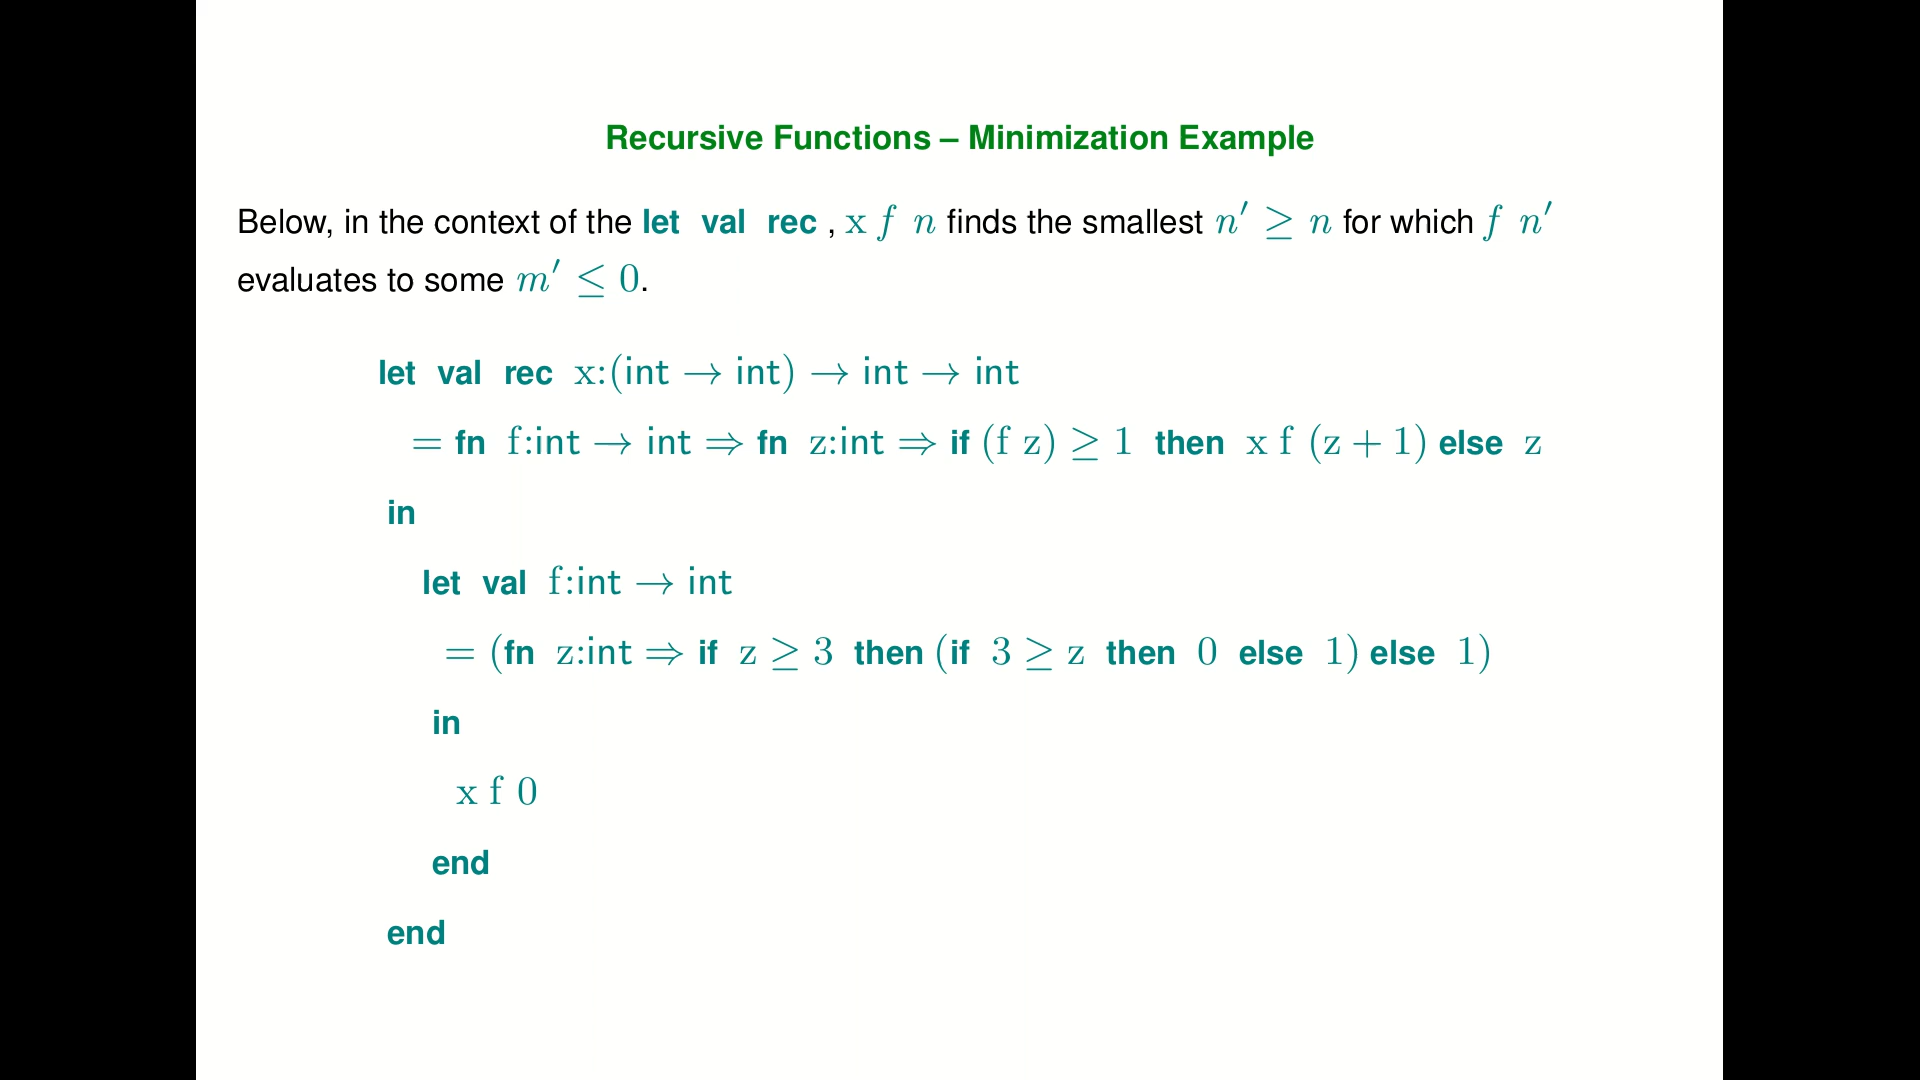 Recursive Functions – Minimization Example
Below, in the context of the let val rec , x f n finds the smallest n′ ≥ n for which f n′
evaluates to some m′ ≤ 0.
let val rec x:(int → int) → int → int
= fn f:int → int ⇒ fn z:int ⇒ if (f z) ≥ 1 then x f (z + 1) else z
in
let val f:int → int
= (fn z:int ⇒ if z ≥ 3 then (if 3 ≥ z then 0 else 1) else 1)
in
x f 0
end
end